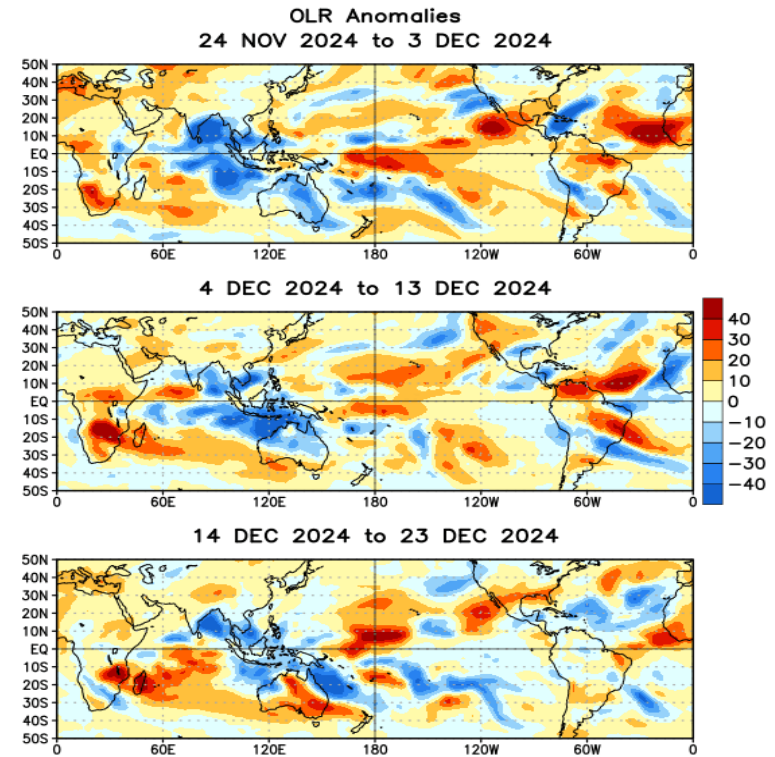 OLR Anomalies
24 NOV 2024 to 3 DEC 2024
50N
40N
30N
20N
10N
EQ
10S
20S
30S
40S
50S
0 60E 120E 180 120W 60W 0
4 DEC 2024 to 13 DEC 2024
50N
40N
30N
20N
10N
EQ
10S
20S
30S
40S
50S
0 60E 120E 180 120W 60W 0
40
30
20
10
0
-10
-20
-30
-40
14 DEC 2024 to 23 DEC 2024
50N
40N
30N
20N
10N
EQ
10S
20S
30S
40S
50S
0 60E 120E 180 120W 60W 0